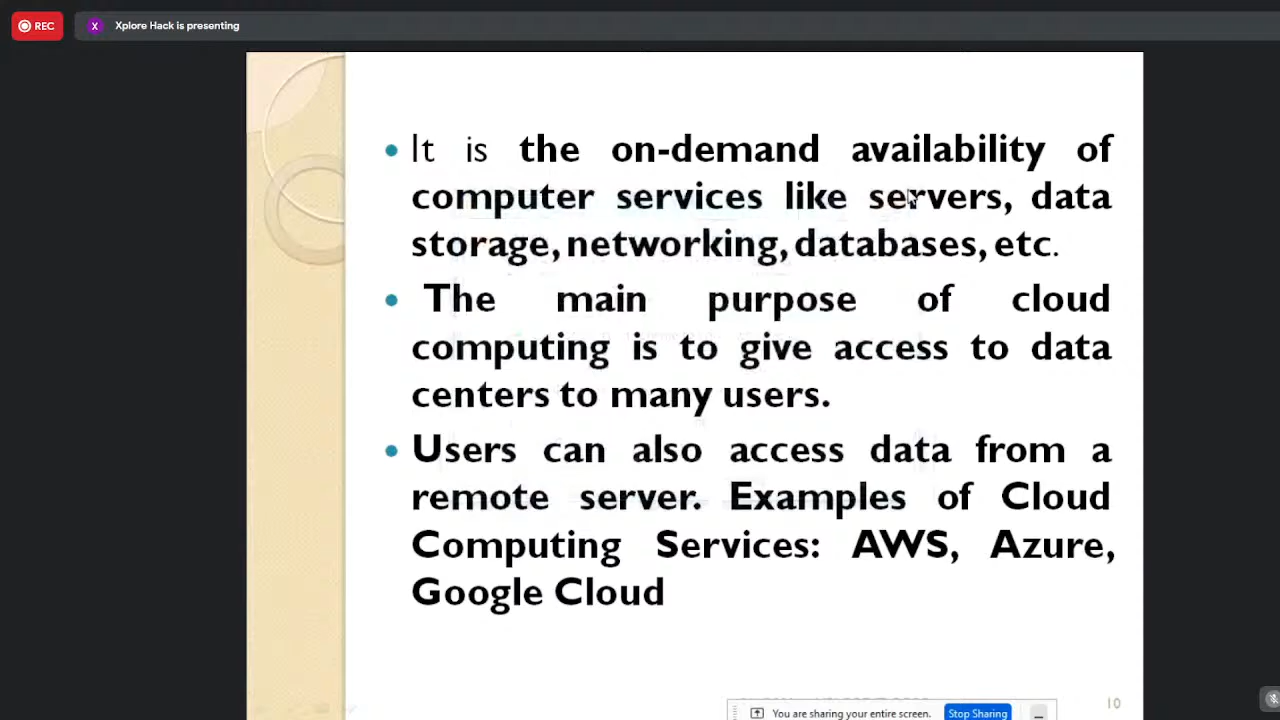 REC
X Xplore Hack is presenting
• It is the on-demand availability of
computer services like servers, data
storage, networking, databases, etc.
• The main purpose of cloud
computing is to give access to data
centers to many users.
• Users can also access data from a
remote server. Examples of Cloud
Computing Services: AWS, Azure,
Google Cloud
10
You are sharing your entire screen. Stop Sharing